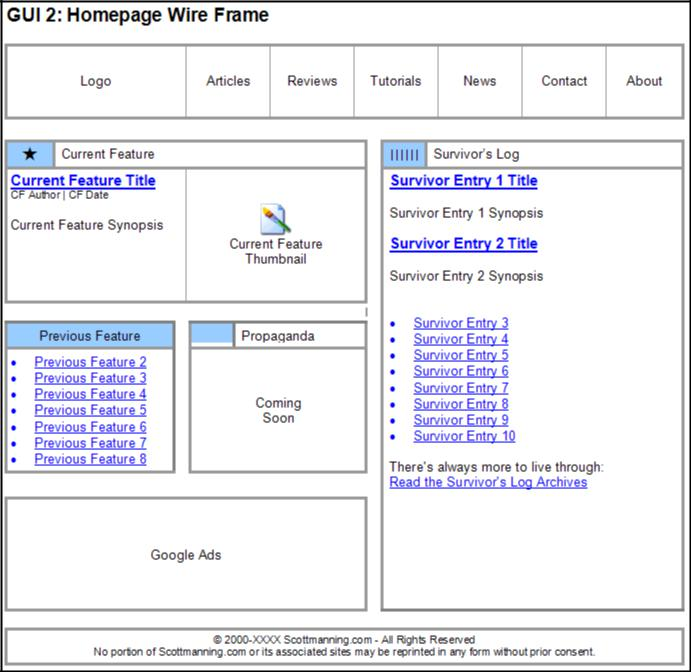 GUI 2: Homepage Wire Frame
Logo
Articles
Reviews
Tutorials
News
Contact
About
★ Current Feature
Current Feature Title
CF Author | CF Date
Current Feature Synopsis
Current Feature
Thumbnail
Previous Feature
• Previous Feature 2
• Previous Feature 3
• Previous Feature 4
• Previous Feature 5
• Previous Feature 6
• Previous Feature 7
• Previous Feature 8
Propaganda
Coming
Soon
Google Ads
|||||| Survivor's Log
Survivor Entry 1 Title
Survivor Entry 1 Synopsis
Survivor Entry 2 Title
Survivor Entry 2 Synopsis
• Survivor Entry 3
• Survivor Entry 4
• Survivor Entry 5
• Survivor Entry 6
• Survivor Entry 7
• Survivor Entry 8
• Survivor Entry 9
• Survivor Entry 10
There's always more to live through:
Read the Survivor's Log Archives
© 2000-XXXX Scottmanning.com - All Rights Reserved
No portion of Scottmanning.com or its associated sites may be reprinted in any form without prior consent.